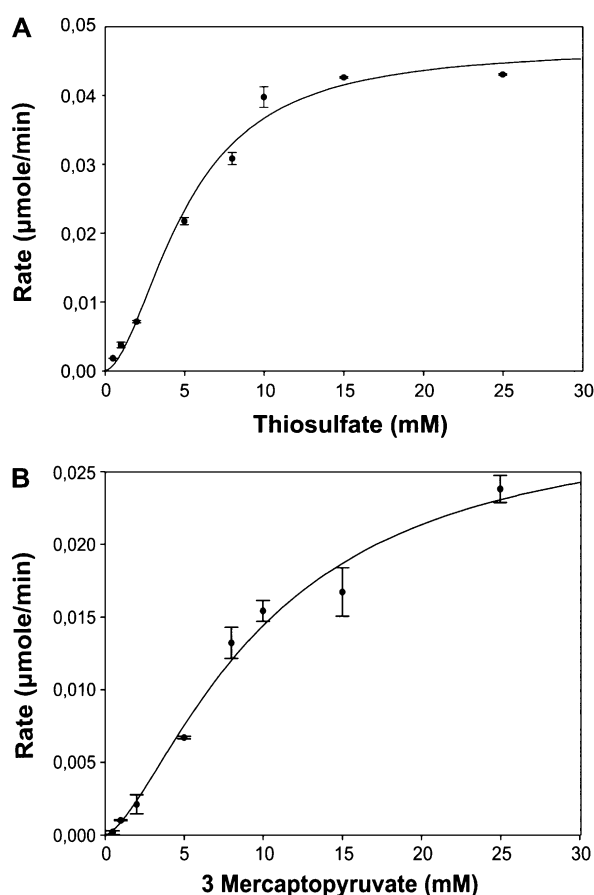 A
0,05
0,04
0,03
0,02
0,01
0,00
Rate (µmole/min)
0 5 10 15 20 25 30
Thiosulfate (mM)
B
0,025
0,020
0,015
0,010
0,005
0,000
Rate (µmole/min)
0 5 10 15 20 25 30
3 Mercaptopyruvate (mM)